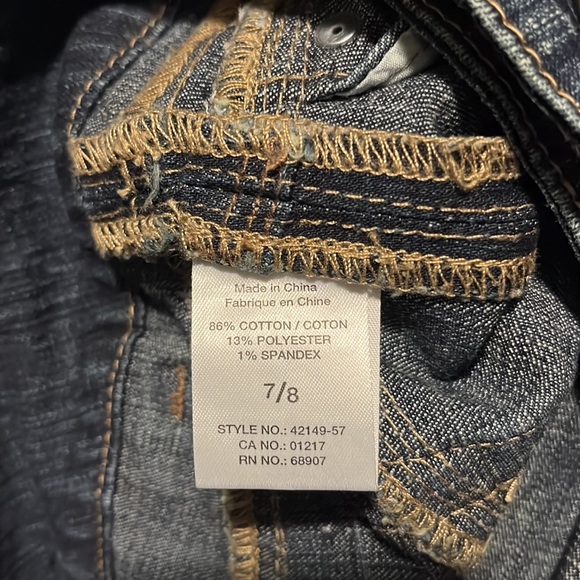 Made in China
Fabrique en Chine
86% COTTON / COTON
13% POLYESTER
1% SPANDEX
7/8
STYLE NO.: 42149-57
CA NO.: 01217
RN NO.: 68907